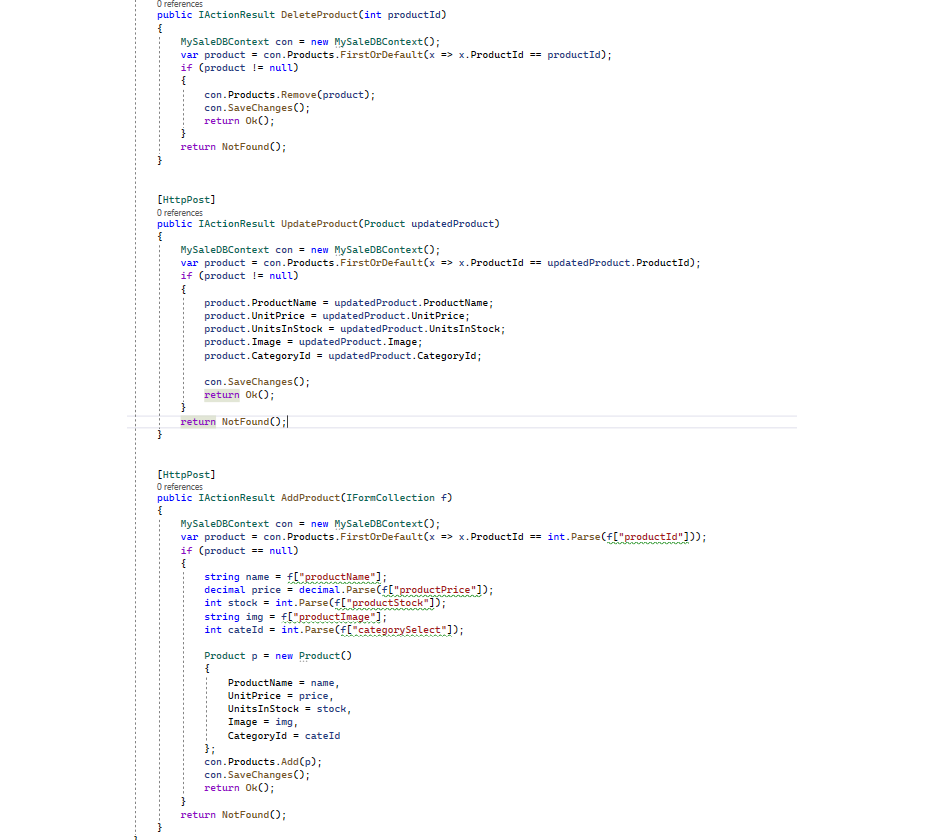 0 references
public IActionResult DeleteProduct(int productId)
{
MySaleDBContext con = new MySaleDBContext();
var product = con.Products.FirstOrDefault(x => x.ProductId == productId);
if (product != null)
{
con.Products.Remove(product);
con.SaveChanges();
return Ok();
}
return NotFound();
}
[HttpPost]
0 references
public IActionResult UpdateProduct(Product updatedProduct)
{
MySaleDBContext con = new MySaleDBContext();
var product = con.Products.FirstOrDefault(x => x.ProductId == updatedProduct.ProductId);
if (product != null)
{
product.ProductName = updatedProduct.ProductName;
product.UnitPrice = updatedProduct.UnitPrice;
product.UnitsInStock = updatedProduct.UnitsInStock;
product.Image = updatedProduct.Image;
product.CategoryId = updatedProduct.CategoryId;
con.SaveChanges();
return Ok();
}
return NotFound();
}
[HttpPost]
0 references
public IActionResult AddProduct(IFormCollection f)
{
MySaleDBContext con = new MySaleDBContext();
var product = con.Products.FirstOrDefault(x => x.ProductId == int.Parse(f["productId"]));
if (product == null)
{
string name = f["productName"];
decimal price = decimal.Parse(f["productPrice"]);
int stock = int.Parse(f["productStock"]);
string img = f["productImage"];
int cateId = int.Parse(f["categorySelect"]);
Product p = new Product()
{
ProductName = name,
UnitPrice = price,
UnitsInStock = stock,
Image = img,
CategoryId = cateId
};
con.Products.Add(p);
con.SaveChanges();
return Ok();
}
return NotFound();
}